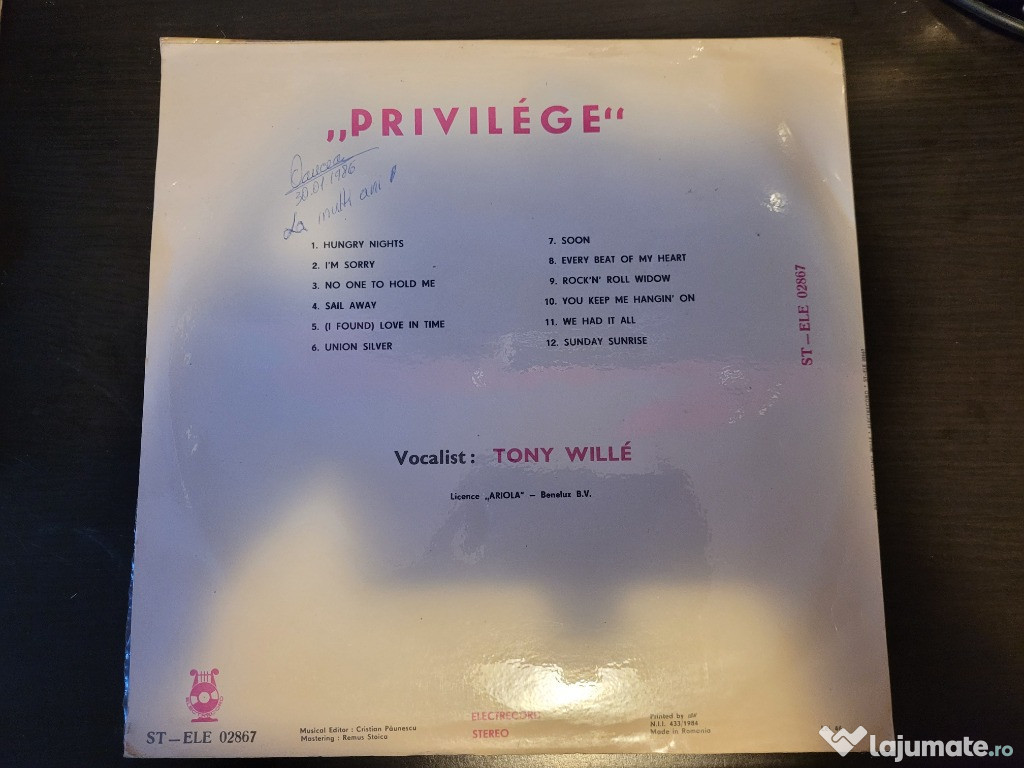 „PRIVILÉGE“
30.01.1986
La multi ani
1. HUNGRY NIGHTS
2. I'M SORRY
3. NO ONE TO HOLD ME
4. SAIL AWAY
5. (I FOUND) LOVE IN TIME
6. UNION SILVER
7. SOON
8. EVERY BEAT OF MY HEART
9. ROCK'N' ROLL WIDOW
10. YOU KEEP ME HANGIN' ON
11. WE HAD IT ALL
12. SUNDAY SUNRISE
ST—ELE 02867
Vocalist: TONY WILLÉ
Licence „ARIOLA“ — Benelux B.V.
ST—ELE 02867
Musical Editor : Cristian Păunescu
Mastering : Remus Stoica
ELECTRECORD
STEREO
Printed by
N.I.I. 433/1984
Made in Romania
lajumate.ro